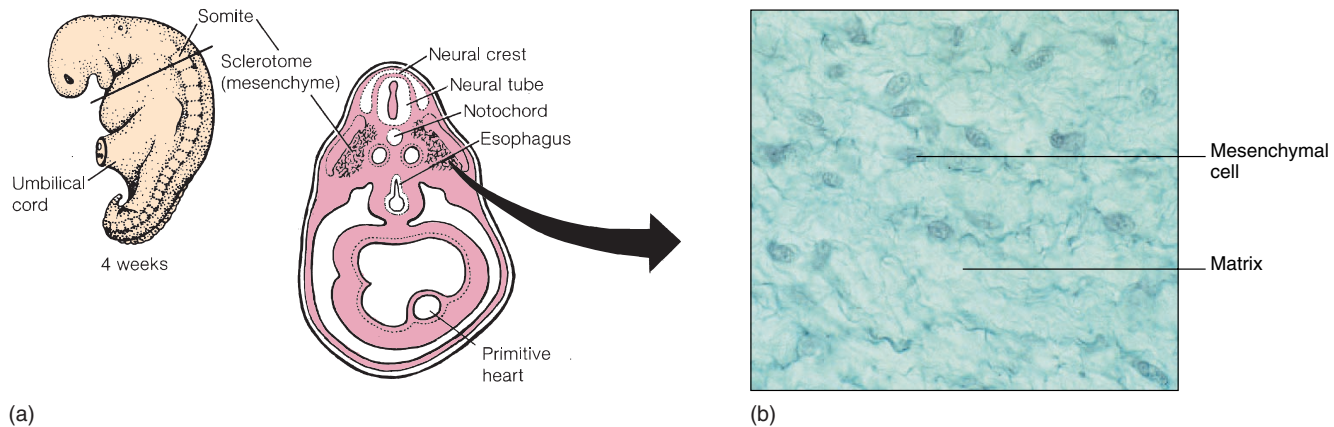 Somite
Sclerotome
(mesenchyme)
Umbilical
cord
4 weeks
Neural crest
Neural tube
Notochord
Esophagus
Primitive
heart
(a)
Mesenchymal
cell
Matrix
(b)